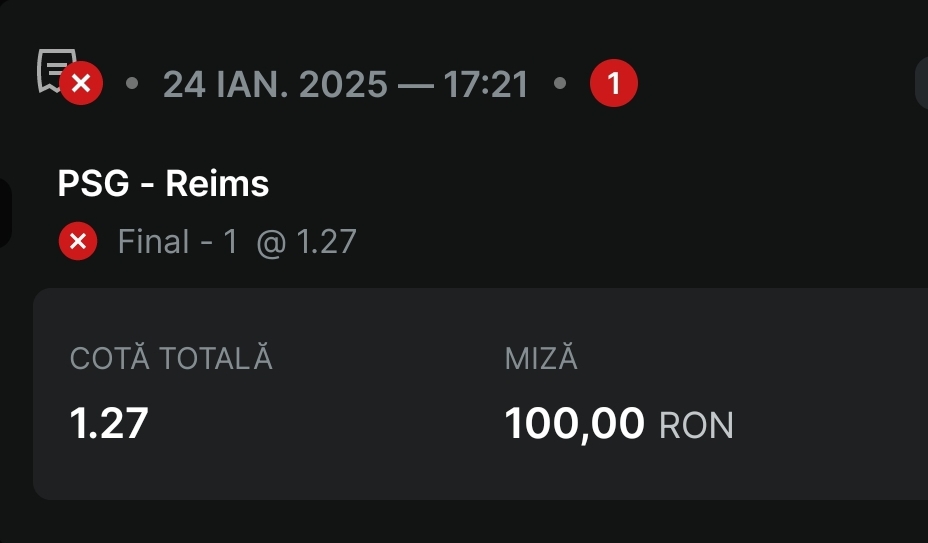 • 24 IAN. 2025 — 17:21 • 1
PSG - Reims
Final - 1 @ 1.27
COTĂ TOTALĂ MIZĂ
1.27 100,00 RON